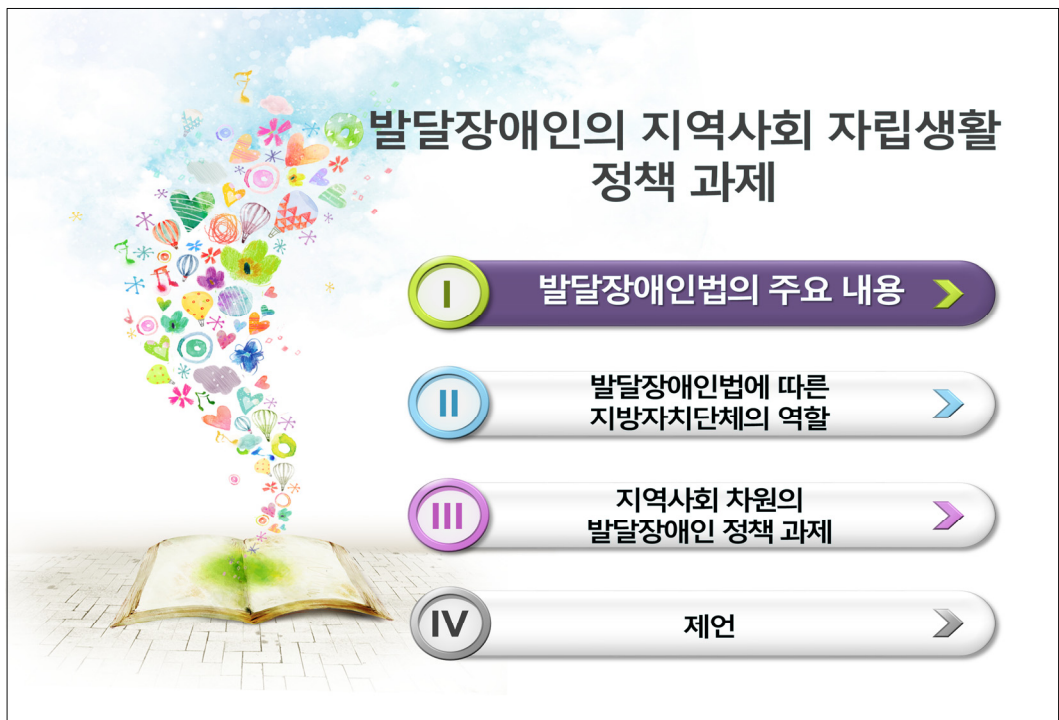 발달장애인의 지역사회 자립생활
정책 과제
I
발달장애인법의 주요 내용
II
발달장애인법에 따른
지방자치단체의 역할
III
지역사회 차원의
발달장애인 정책 과제
IV
제언